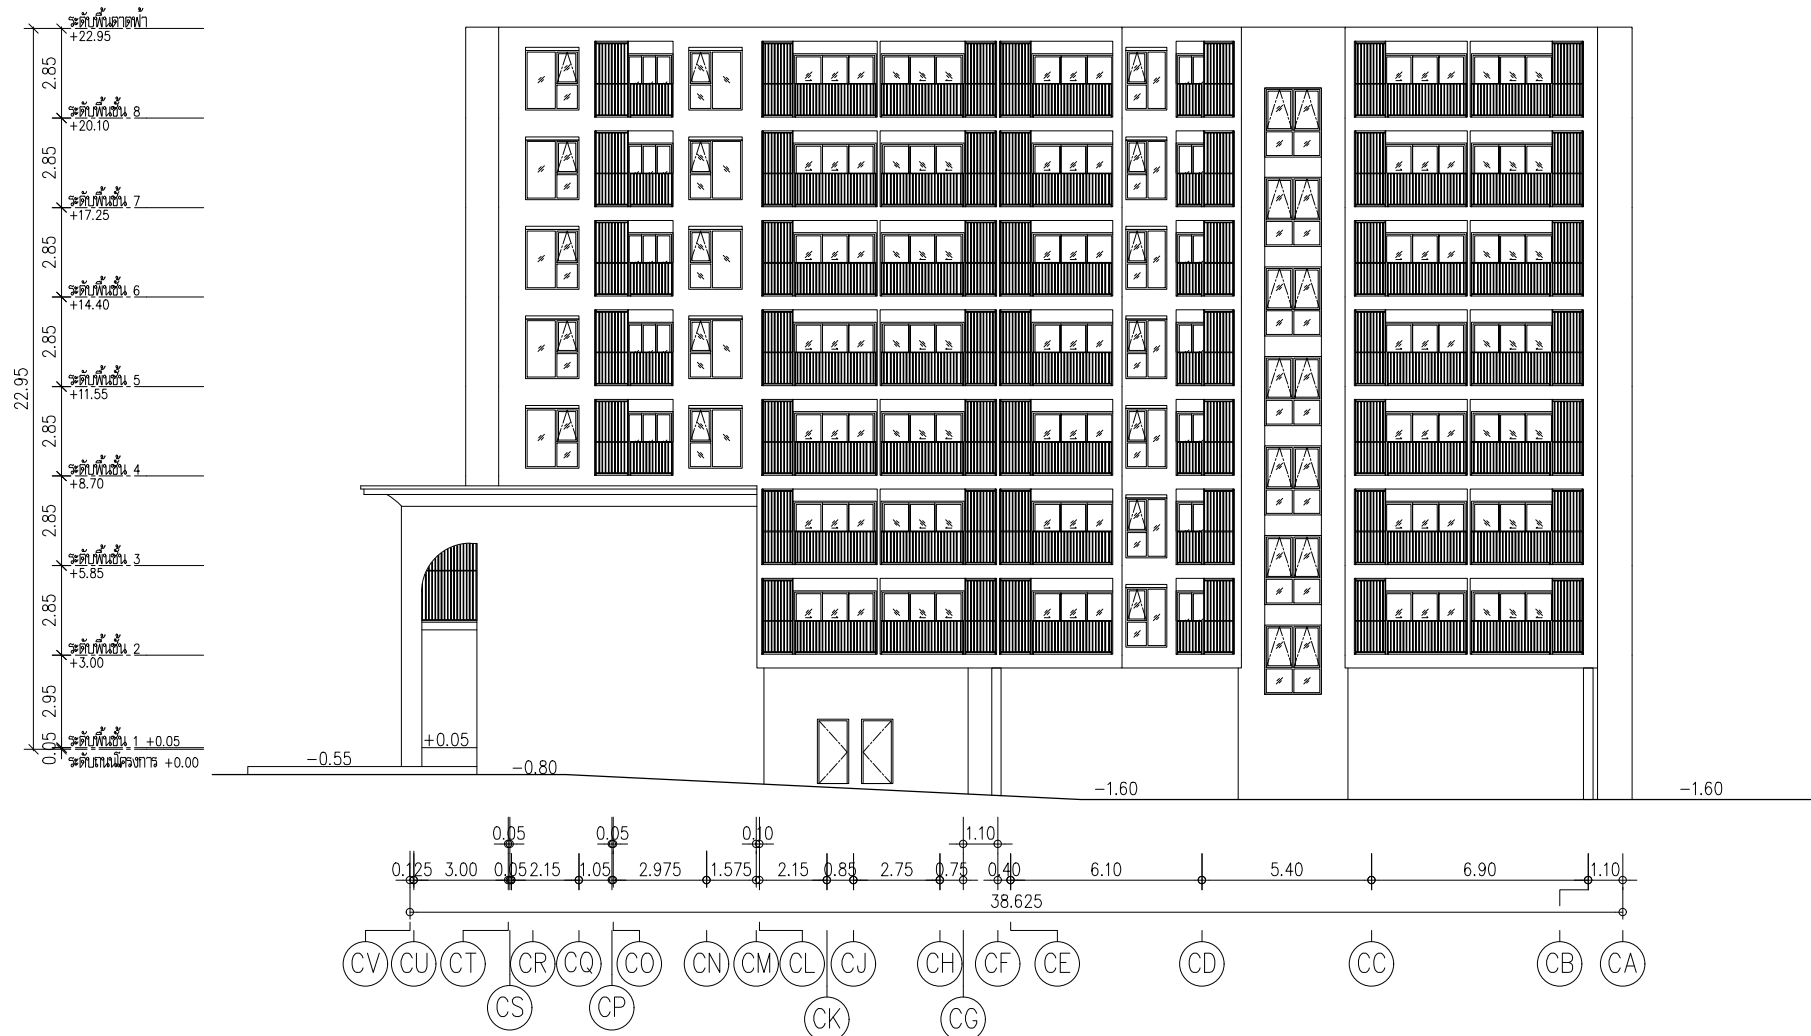 ระดับพื้นดาดฟ้า
+22.95
2.85
ระดับพื้นชั้น 8
+20.10
2.85
ระดับพื้นชั้น 7
+17.25
2.85
ระดับพื้นชั้น 6
+14.40
2.85
ระดับพื้นชั้น 5
+11.55
22.95
2.85
ระดับพื้นชั้น 4
+8.70
2.85
ระดับพื้นชั้น 3
+5.85
2.85
ระดับพื้นชั้น 2
+3.00
2.95
ระดับพื้นชั้น 1 +0.05
0.05
ระดับถนนโครงการ +0.00
+0.05
-0.55
-0.80
-1.60
-1.60
0.05 0.05 0.10 1.10
0.125 3.00 0.05 2.15 1.05 2.975 1.575 2.15 0.85 2.75 0.75 0.40 6.10 5.40 6.90 1.10
38.625
CV CU CT CR CQ CO CN CM CL CJ CH CF CE CD CC CB CA
CS CP CK CG